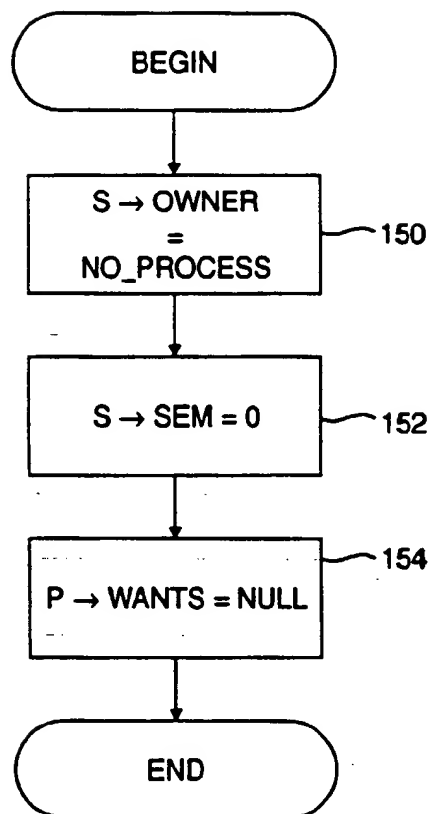 BEGIN
S → OWNER
=
NO_PROCESS
150
S → SEM = 0
152
P → WANTS = NULL
154
END